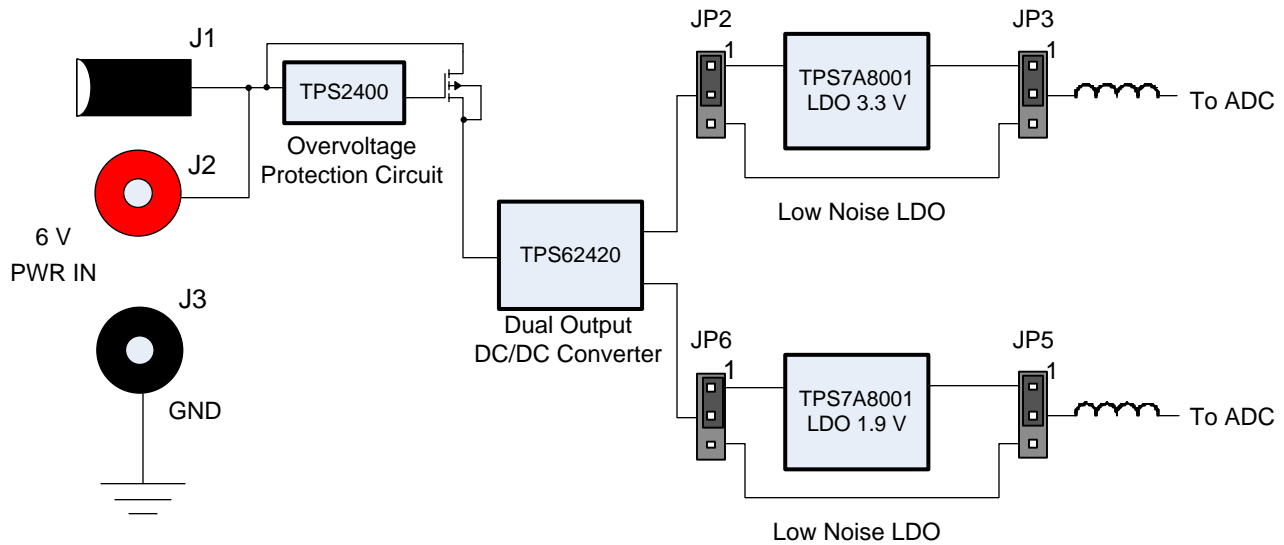 J1
J2
6 V
PWR IN
J3
GND
TPS2400
Overvoltage
Protection Circuit
TPS62420
Dual Output
DC/DC Converter
JP2
1
TPS7A8001
LDO 3.3 V
JP3
1
To ADC
Low Noise LDO
JP6
1
TPS7A8001
LDO 1.9 V
JP5
1
To ADC
Low Noise LDO